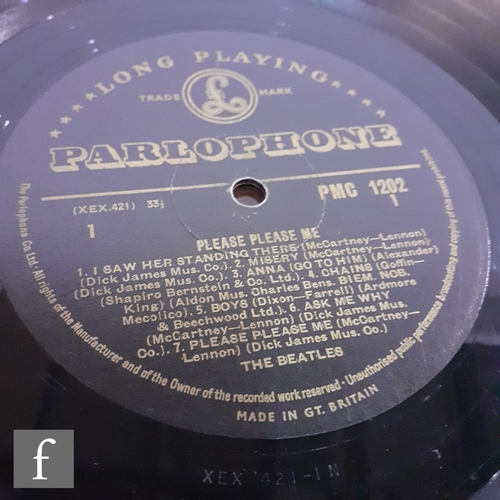 LONG PLAYING
TRADE MARK
£
PARLOPHONE
(XEX.421) 33⅓
PMC 1202
1
1
PLEASE PLEASE ME
1. I SAW HER STANDING THERE (McCartney—Lennon)
(Dick James Mus. Co.). 2. MISERY (McCartney—Lennon)
(Dick James Mus. Co.). 3. ANNA (GO TO HIM) (Alexander)
(Shapiro Bernstein & Co. Ltd.). 4. CHAINS (Goffin—
King) (Aldon Mus. Charles Bens. BIEM. NCB.
Mecolico). 5. BOYS (Dixon—Farrell) (Ardmore
& Beechwood Ltd.). 6. ASK ME WHY
(McCartney—Lennon) (Dick James Mus.
Co.). 7. PLEASE PLEASE ME (McCartney—
Lennon) (Dick James Mus. Co.)
THE BEATLES
The Parlophone Co. Ltd. All rights of the Manufacturer and of the Owner of the recorded work reserved · Unauthorised public performance broadcasting and copying of this record prohibited.
MADE IN GT. BRITAIN
XEX 421-1N
f